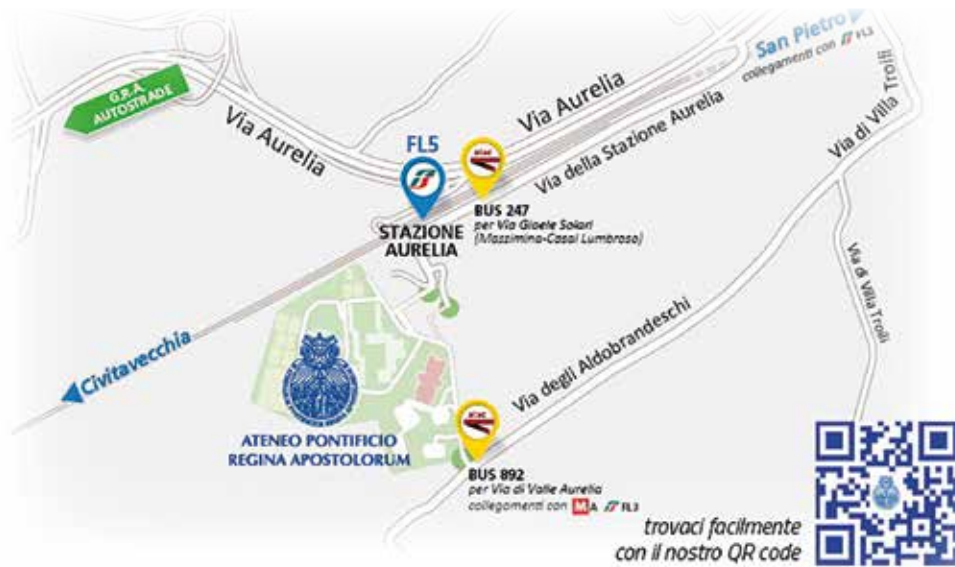 San Pietro
collegamenti con FL3
G.R.A.
AUTOSTRADE
Via Aurelia
Via Aurelia
Via della Stazione Aurelia
Via di Villa Troili
FL5
BUS 247
per Via Gioele Solari
(Massimina-Casal Lumbroso)
STAZIONE
AURELIA
Via di Villa Troili
Via degli Aldobrandeschi
Civitavecchia
ATENEO PONTIFICIO
REGINA APOSTOLORUM
BUS 892
per Via di Valle Aurelia
collegamenti con M A FL3
trovaci facilmente
con il nostro QR code